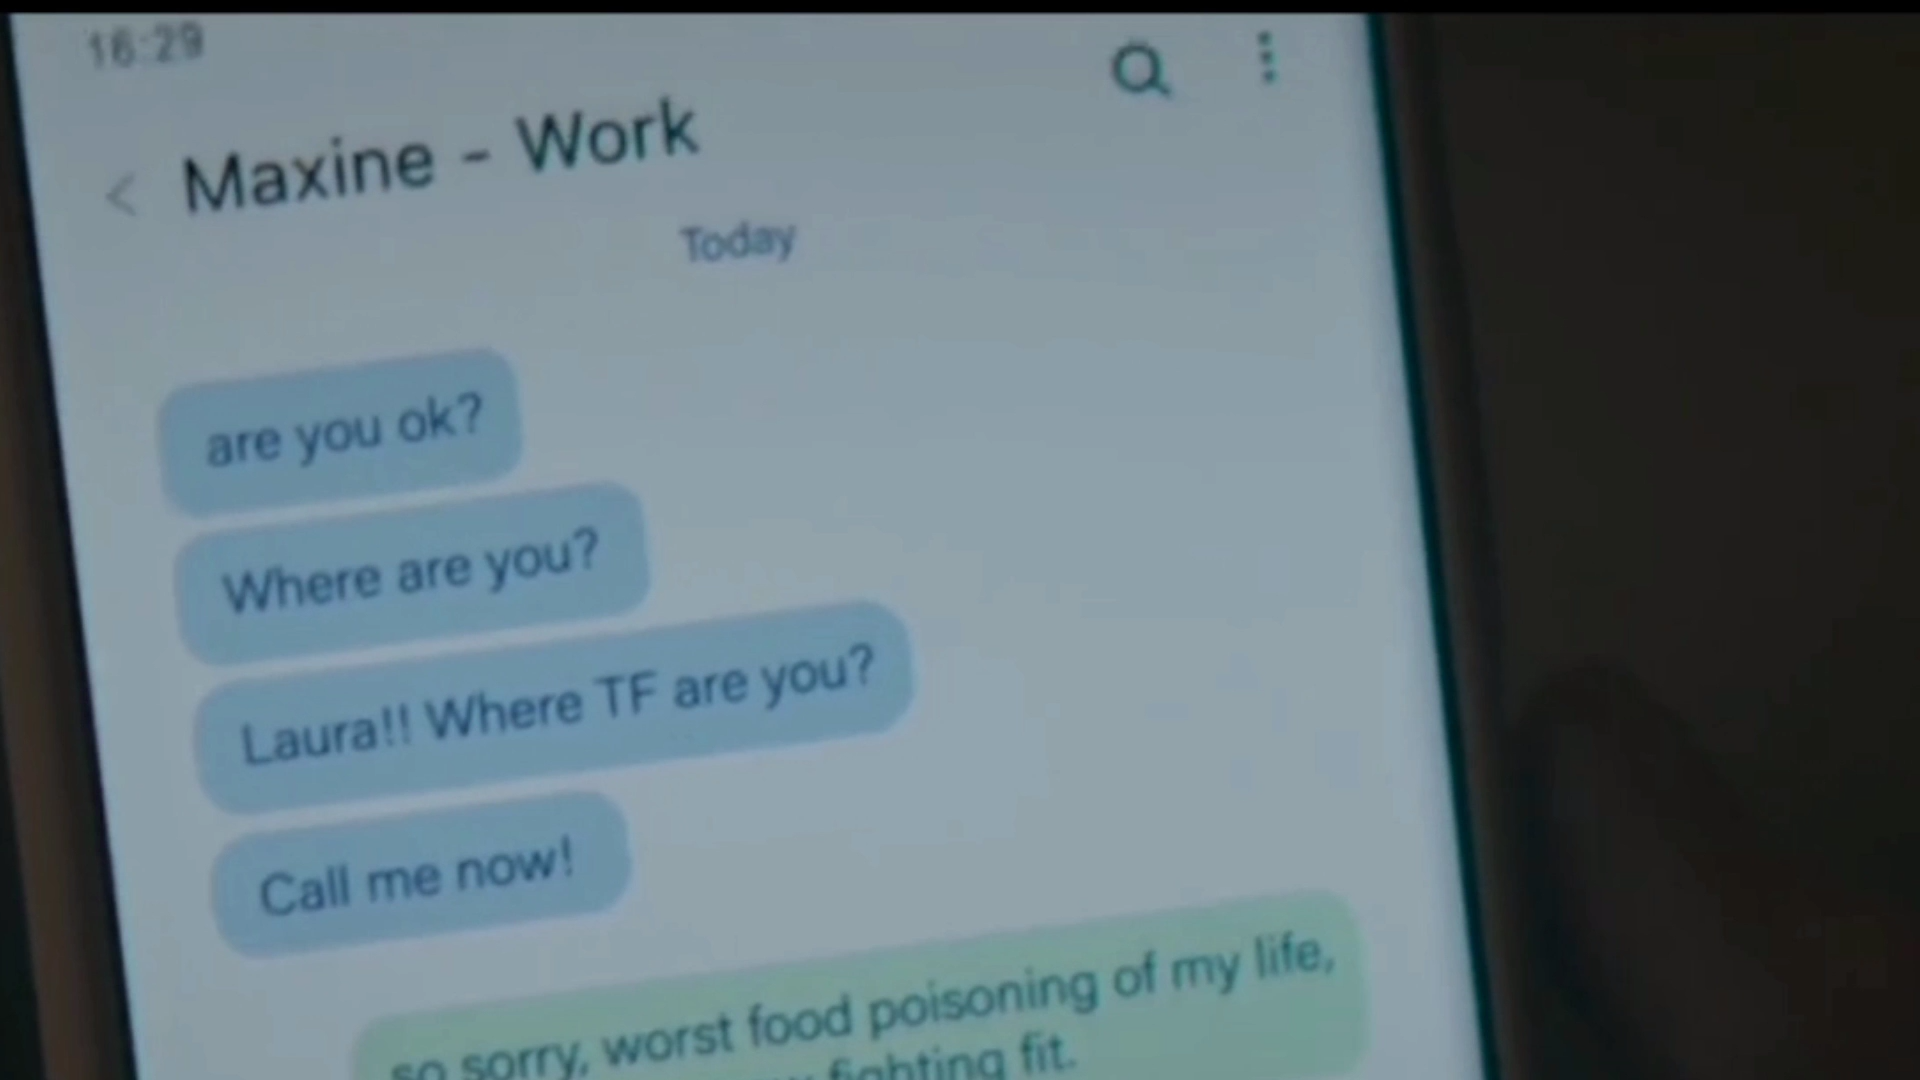 16:29
< Maxine - Work
Today
are you ok?
Where are you?
Laura!! Where TF are you?
Call me now!
so sorry, worst food poisoning of my life,
fighting fit.